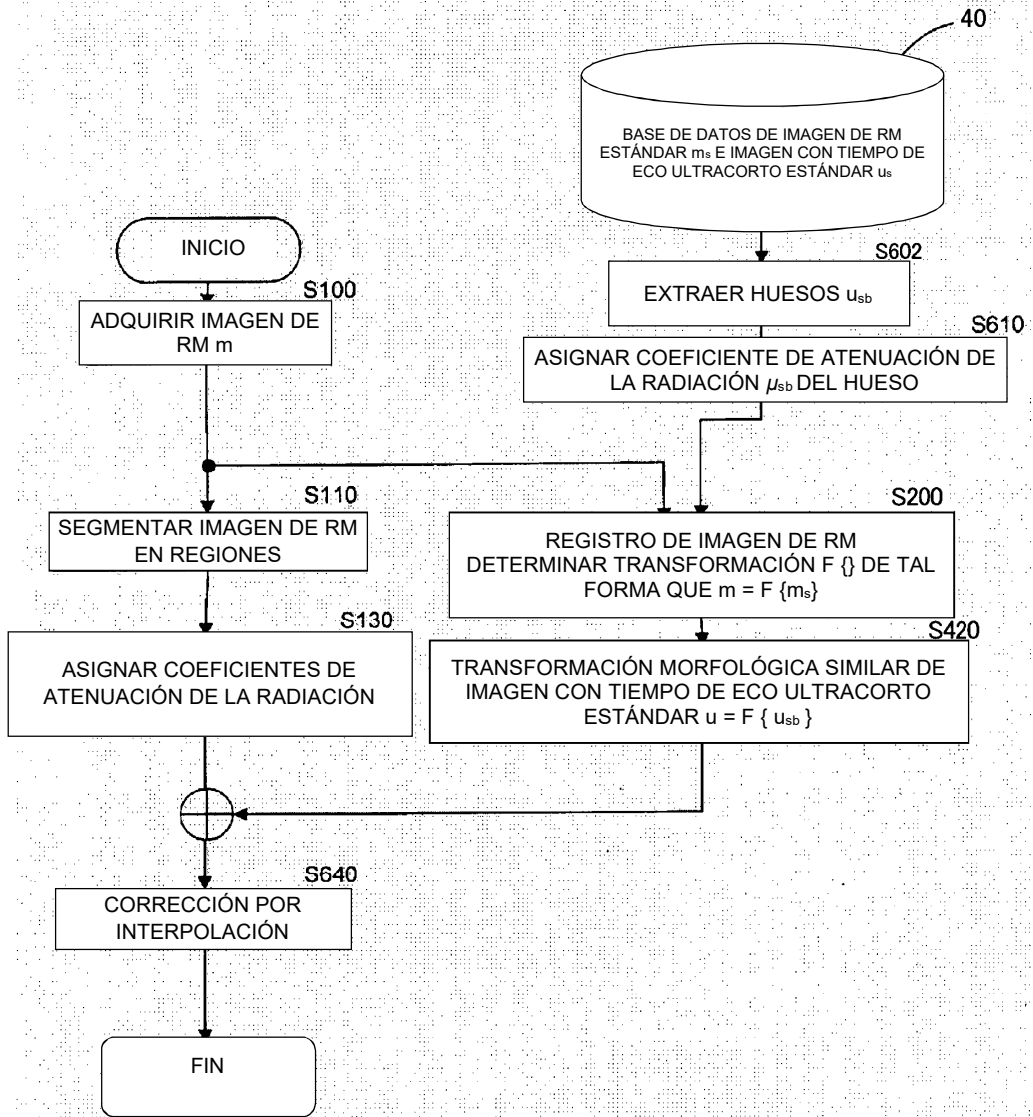 40
BASE DE DATOS DE IMAGEN DE RM
ESTÁNDAR ms E IMAGEN CON TIEMPO DE
ECO ULTRACORTO ESTÁNDAR us
INICIO
S100
ADQUIRIR IMAGEN DE
RM m
S602
EXTRAER HUESOS usb
S610
ASIGNAR COEFICIENTE DE ATENUACIÓN DE
LA RADIACIÓN μsb DEL HUESO
S110
SEGMENTAR IMAGEN DE RM
EN REGIONES
S200
REGISTRO DE IMAGEN DE RM
DETERMINAR TRANSFORMACIÓN F {} DE TAL
FORMA QUE m = F {ms}
S130
ASIGNAR COEFICIENTES DE
ATENUACIÓN DE LA RADIACIÓN
S420
TRANSFORMACIÓN MORFOLÓGICA SIMILAR DE
IMAGEN CON TIEMPO DE ECO ULTRACORTO
ESTÁNDAR u = F { usb }
S640
CORRECCIÓN POR
INTERPOLACIÓN
FIN